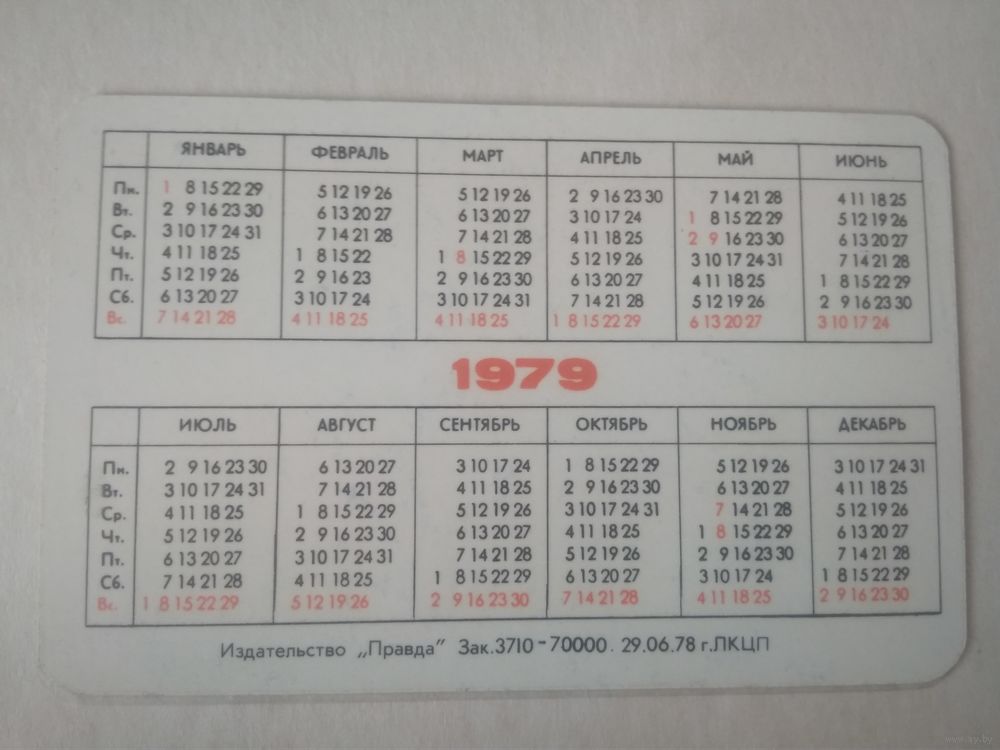 ЯНВАРЬ ФЕВРАЛЬ МАРТ АПРЕЛЬ МАЙ ИЮНЬ
Пн. 1 8 15 22 29 5 12 19 26 5 12 19 26 2 9 16 23 30 7 14 21 28 4 11 18 25
Вт. 2 9 16 23 30 6 13 20 27 6 13 20 27 3 10 17 24 1 8 15 22 29 5 12 19 26
Ср. 3 10 17 24 31 7 14 21 28 7 14 21 28 4 11 18 25 2 9 16 23 30 6 13 20 27
Чт. 4 11 18 25 1 8 15 22 1 8 15 22 29 5 12 19 26 3 10 17 24 31 7 14 21 28
Пт. 5 12 19 26 2 9 16 23 2 9 16 23 30 6 13 20 27 4 11 18 25 1 8 15 22 29
Сб. 6 13 20 27 3 10 17 24 3 10 17 24 31 7 14 21 28 5 12 19 26 2 9 16 23 30
Вс. 7 14 21 28 4 11 18 25 4 11 18 25 1 8 15 22 29 6 13 20 27 3 10 17 24
1979
ИЮЛЬ АВГУСТ СЕНТЯБРЬ ОКТЯБРЬ НОЯБРЬ ДЕКАБРЬ
Пн. 2 9 16 23 30 6 13 20 27 3 10 17 24 1 8 15 22 29 5 12 19 26 3 10 17 24 31
Вт. 3 10 17 24 31 7 14 21 28 4 11 18 25 2 9 16 23 30 6 13 20 27 4 11 18 25
Ср. 4 11 18 25 1 8 15 22 29 5 12 19 26 3 10 17 24 31 7 14 21 28 5 12 19 26
Чт. 5 12 19 26 2 9 16 23 30 6 13 20 27 4 11 18 25 1 8 15 22 29 6 13 20 27
Пт. 6 13 20 27 3 10 17 24 31 7 14 21 28 5 12 19 26 2 9 16 23 30 7 14 21 28
Сб. 7 14 21 28 4 11 18 25 1 8 15 22 29 6 13 20 27 3 10 17 24 1 8 15 22 29
Вс. 1 8 15 22 29 5 12 19 26 2 9 16 23 30 7 14 21 28 4 11 18 25 2 9 16 23 30
Издательство „Правда" Зак.3710-70000. 29.06.78 г.ЛКЦП
www.ay.by